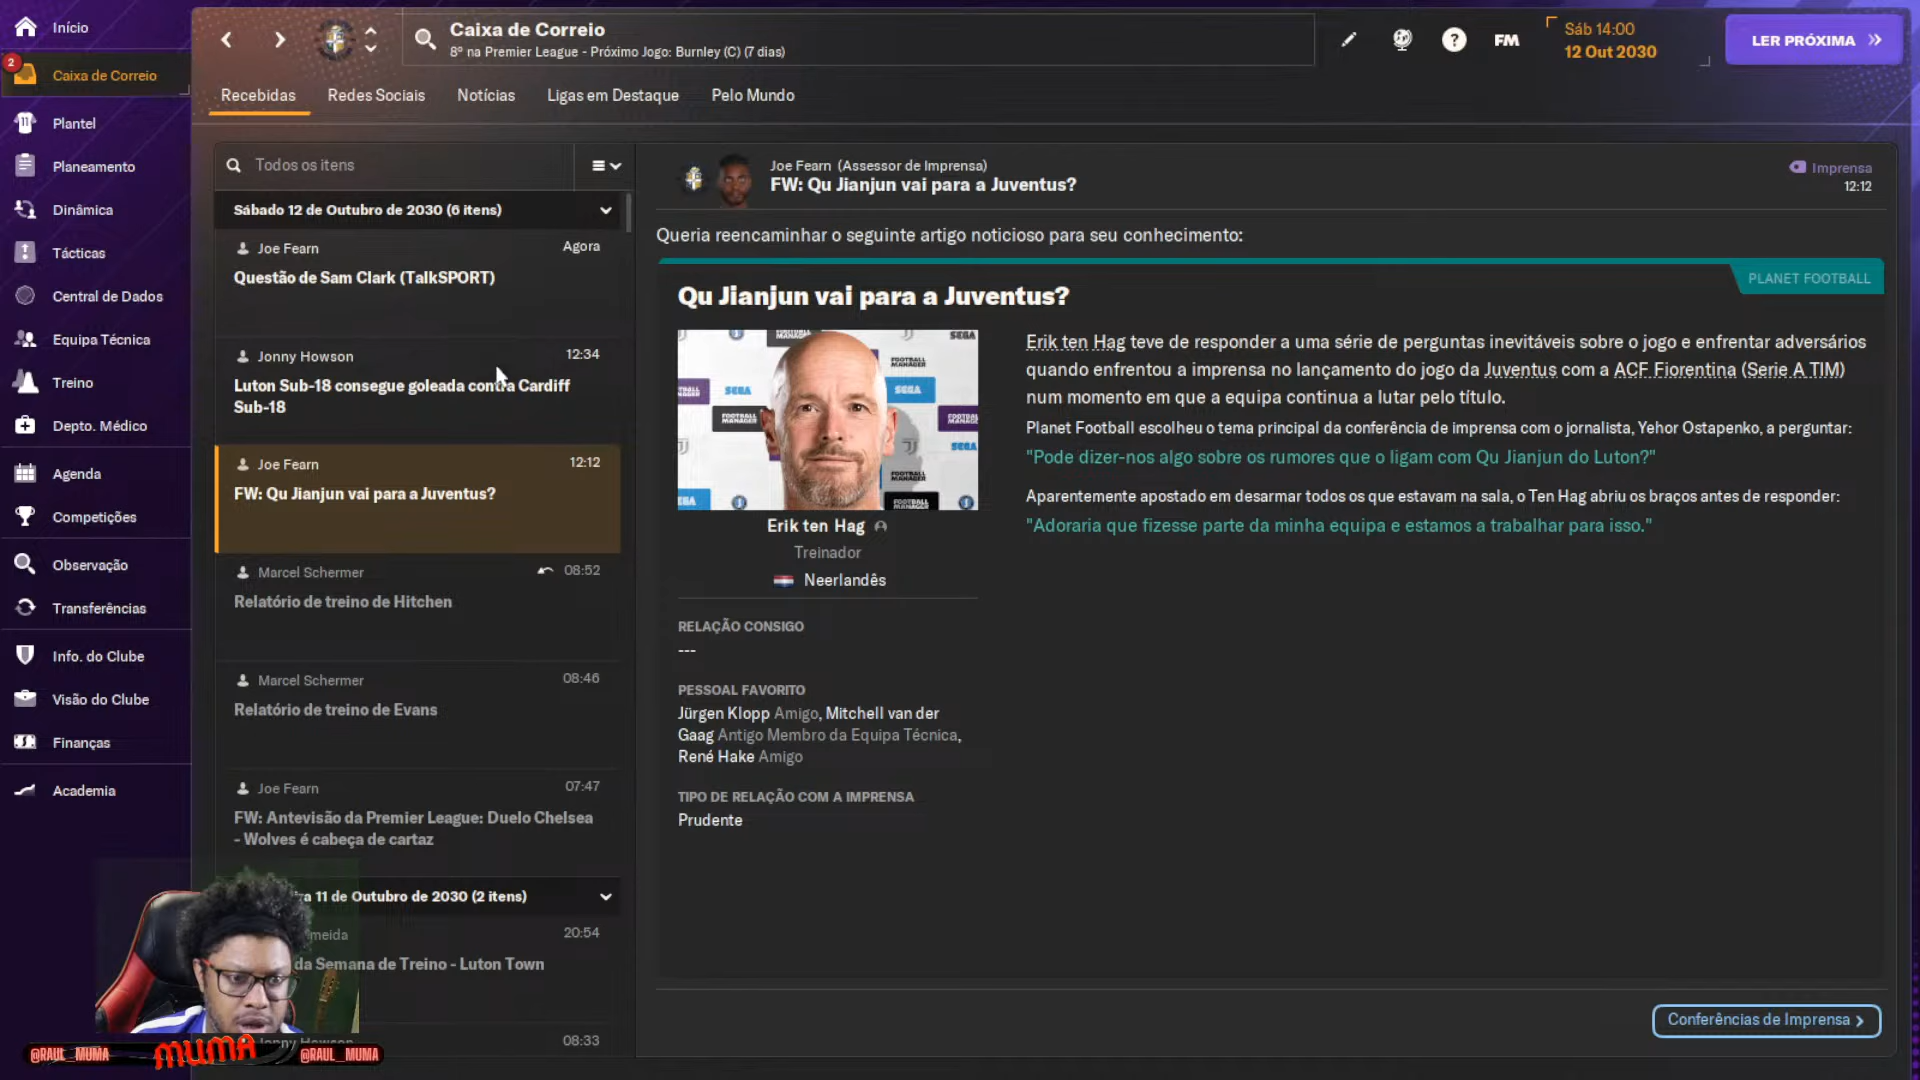 Início
2
Caixa de Correio
Plantel
Planeamento
Dinâmica
Tácticas
Central de Dados
Equipa Técnica
Treino
Depto. Médico
Agenda
Competições
Observação
Transferências
Info. do Clube
Visão do Clube
Finanças
Academia
Caixa de Correio
8º na Premier League - Próximo Jogo: Burnley (C) (7 dias)
?
FM
Sáb 14:00
12 Out 2030
LER PRÓXIMA
Recebidas
Redes Sociais
Notícias
Ligas em Destaque
Pelo Mundo
Todos os itens
Sábado 12 de Outubro de 2030 (6 itens)
Joe Fearn
Agora
Questão de Sam Clark (TalkSPORT)
Jonny Howson
12:34
Luton Sub-18 consegue goleada contra Cardiff
Sub-18
Joe Fearn
12:12
FW: Qu Jianjun vai para a Juventus?
Marcel Schermer
08:52
Relatório de treino de Hitchen
Marcel Schermer
08:46
Relatório de treino de Evans
Joe Fearn
07:47
FW: Antevisão da Premier League: Duelo Chelsea
- Wolves é cabeça de cartaz
11 de Outubro de 2030 (2 itens)
20:54
da Semana de Treino - Luton Town
Jonny Howson
08:33
@RAUL_MUMA
MUMA
@RAUL_MUMA
Joe Fearn (Assessor de Imprensa)
FW: Qu Jianjun vai para a Juventus?
Imprensa
12:12
Queria reencaminhar o seguinte artigo noticioso para seu conhecimento:
PLANET FOOTBALL
Qu Jianjun vai para a Juventus?
SEGA
FOOTBALL MANAGER
Erik ten Hag
Treinador
Neerlandês
RELAÇÃO CONSIGO
---
PESSOAL FAVORITO
Jürgen Klopp Amigo, Mitchell van der
Gaag Antigo Membro da Equipa Técnica,
René Hake Amigo
TIPO DE RELAÇÃO COM A IMPRENSA
Prudente
Erik ten Hag teve de responder a uma série de perguntas inevitáveis sobre o jogo e enfrentar adversários
quando enfrentou a imprensa no lançamento do jogo da Juventus com a ACF Fiorentina (Serie A TIM)
num momento em que a equipa continua a lutar pelo título.
Planet Football escolheu o tema principal da conferência de imprensa com o jornalista, Yehor Ostapenko, a perguntar:
"Pode dizer-nos algo sobre os rumores que o ligam com Qu Jianjun do Luton?"
Aparentemente apostado em desarmar todos os que estavam na sala, o Ten Hag abriu os braços antes de responder:
"Adoraria que fizesse parte da minha equipa e estamos a trabalhar para isso."
Conferências de Imprensa